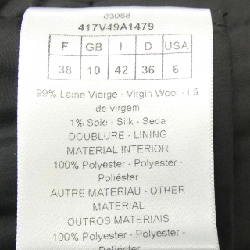 417V49A1479
F GB I D USA
38 10 42 36 6
99% Laine Vierge - Virgin Wool - Lã
de virgem
1% Soie - Silk - Seda
DOUBLURE - LINING
MATERIAL INTERIOR
100% Polyester - Polyester -
Poliéster
AUTRE MATERIAU - OTHER
MATERIAL
OUTROS MATERIAIS
100% Polyester - Polyester -
Poliéster